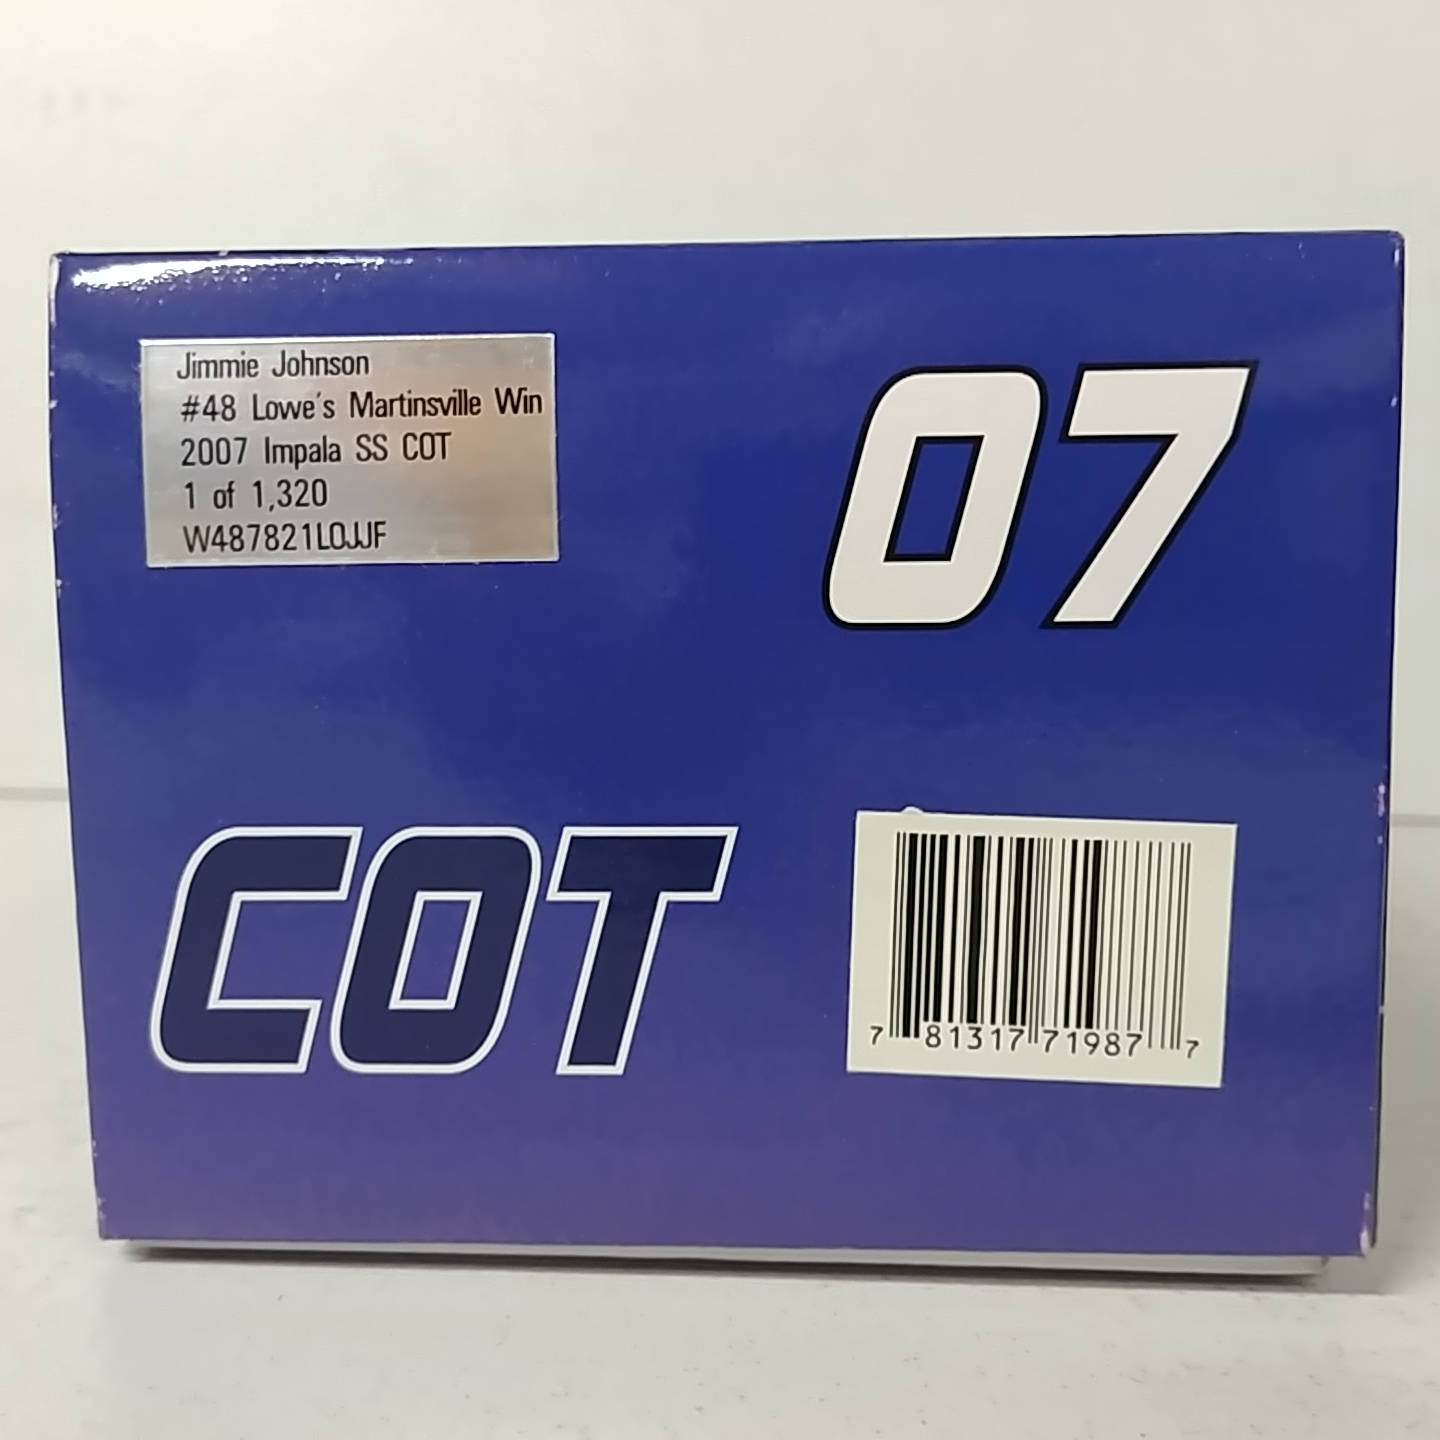 Jimmie Johnson
#48 Lowe's Martinsville Win
2007 Impala SS COT
1 of 1,320
W487821LOJJF
07
COT
7 81317 71987 7